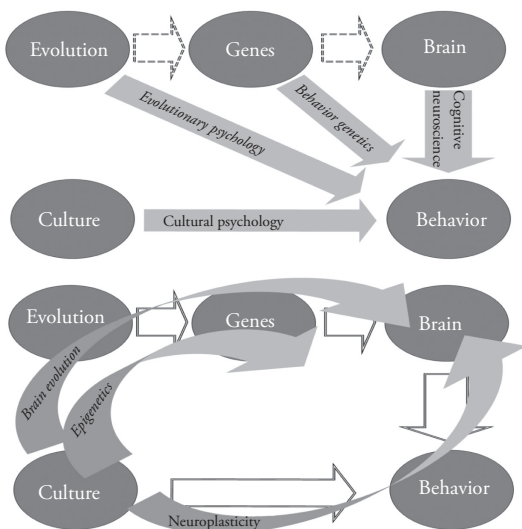 Evolution
Genes
Brain
Evolutionary psychology
Behavior genetics
Cognitive
neuroscience
Culture
Cultural psychology
Behavior
Evolution
Genes
Brain
Brain evolution
Epigenetics
Culture
Behavior
Neuroplasticity